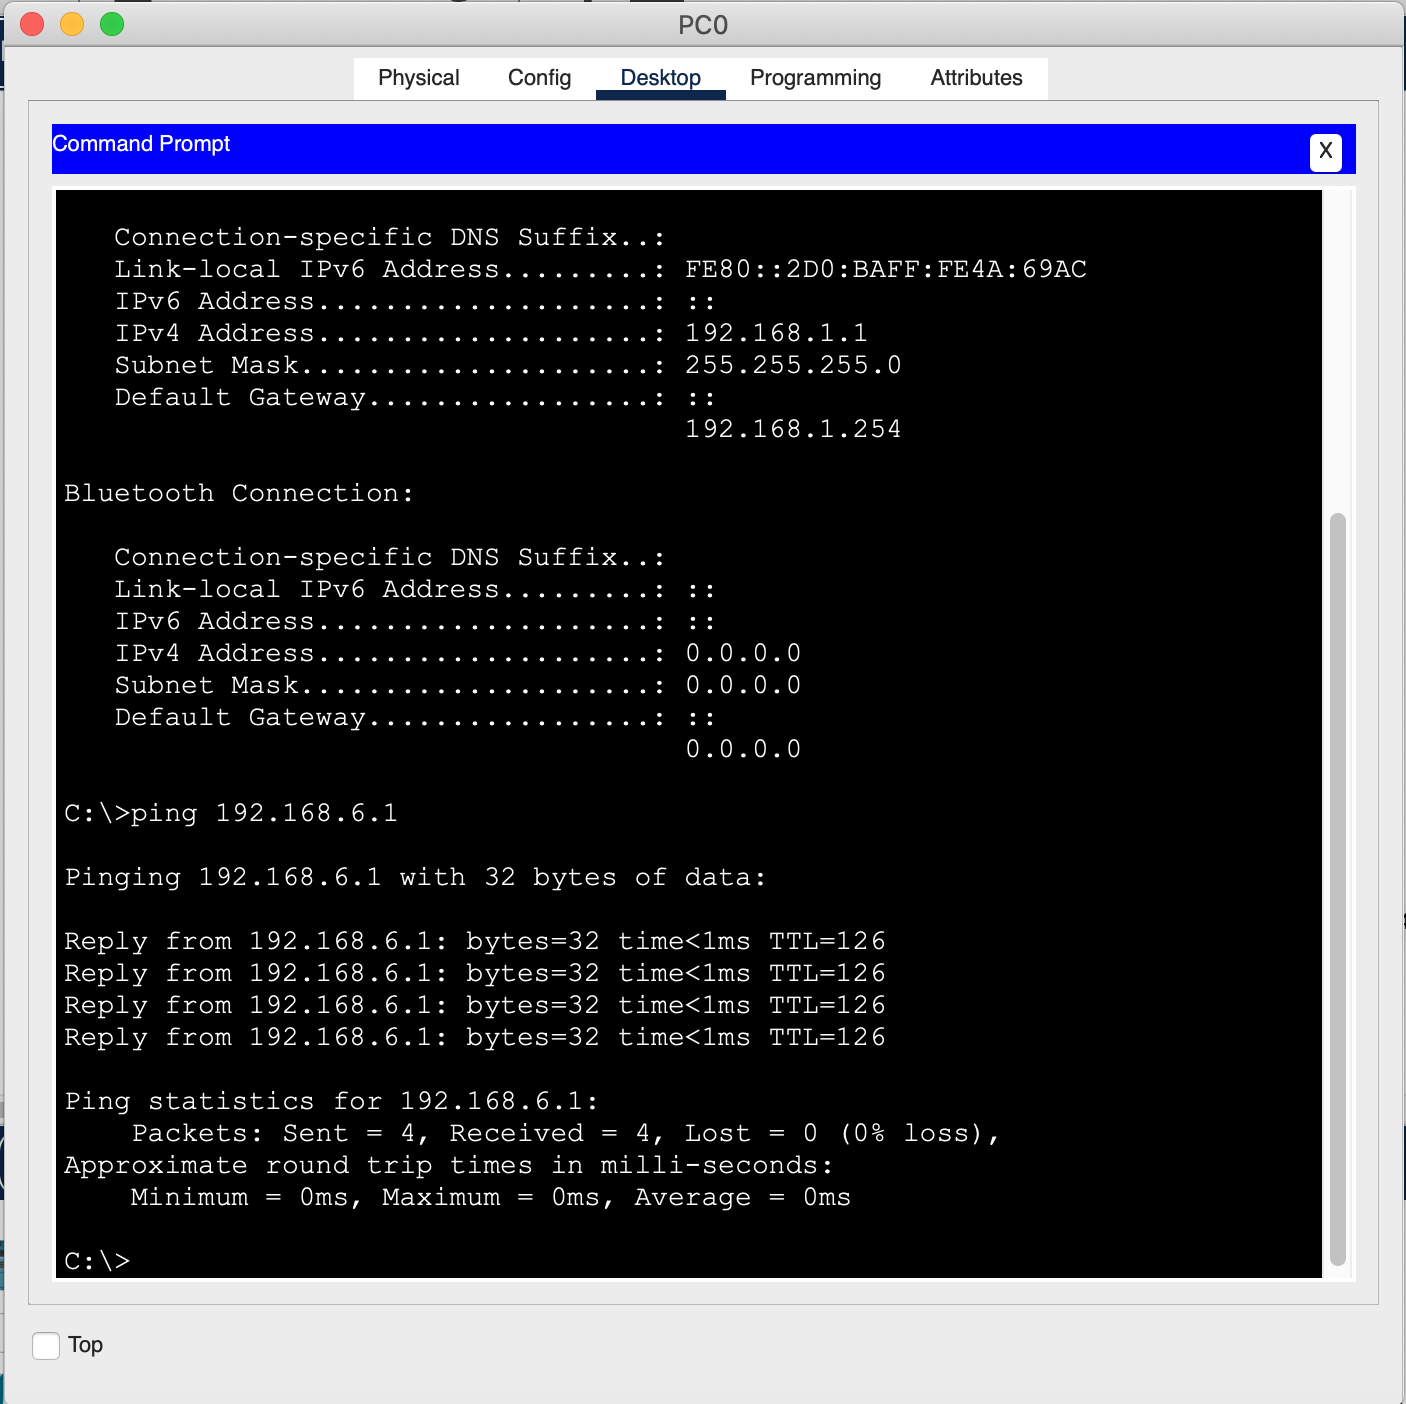 PC0
Physical Config Desktop Programming Attributes
Command Prompt
X
Connection-specific DNS Suffix..:
Link-local IPv6 Address.........: FE80::2D0:BAFF:FE4A:69AC
IPv6 Address....................: ::
IPv4 Address....................: 192.168.1.1
Subnet Mask.....................: 255.255.255.0
Default Gateway.................: ::
192.168.1.254
Bluetooth Connection:
Connection-specific DNS Suffix..:
Link-local IPv6 Address.........: ::
IPv6 Address....................: ::
IPv4 Address....................: 0.0.0.0
Subnet Mask.....................: 0.0.0.0
Default Gateway.................: ::
0.0.0.0
C:\>ping 192.168.6.1
Pinging 192.168.6.1 with 32 bytes of data:
Reply from 192.168.6.1: bytes=32 time<1ms TTL=126
Reply from 192.168.6.1: bytes=32 time<1ms TTL=126
Reply from 192.168.6.1: bytes=32 time<1ms TTL=126
Reply from 192.168.6.1: bytes=32 time<1ms TTL=126
Ping statistics for 192.168.6.1:
Packets: Sent = 4, Received = 4, Lost = 0 (0% loss),
Approximate round trip times in milli-seconds:
Minimum = 0ms, Maximum = 0ms, Average = 0ms
C:\>
Top